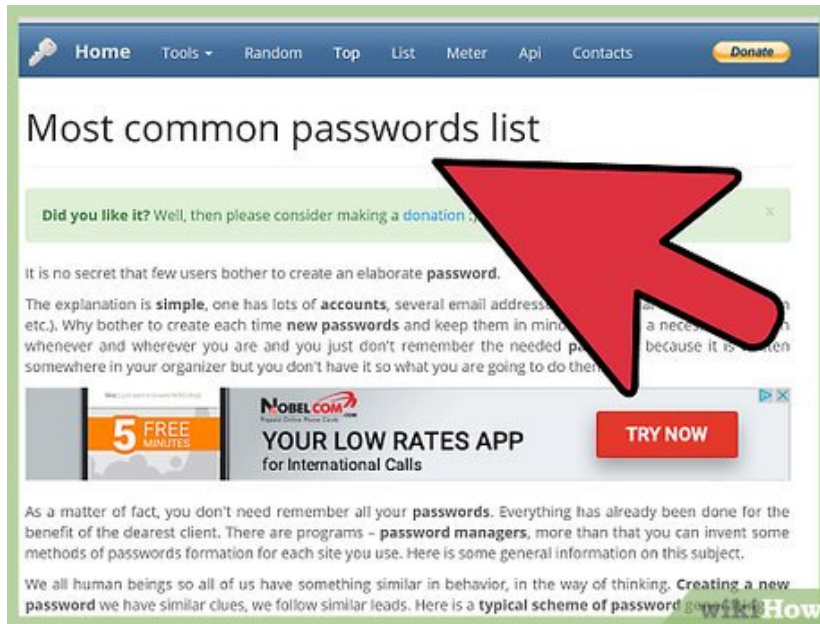 Home Tools Random Top List Meter Api Contacts Donate
Most common passwords list
Did you like it? Well, then please consider making a donation :)
x
It is no secret that few users bother to create an elaborate password.
The explanation is simple, one has lots of accounts, several email
etc.). Why bother to create each time new passwords and keep them in a
whenever and wherever you are and you just don't remember the needed because it is
somewhere in your organizer but you don't have it so what you are going to do
5 FREE MINUTES
NOBELCOM
Prepaid Online Phone Cards
YOUR LOW RATES APP
for International Calls
TRY NOW
As a matter of fact, you don't need remember all your passwords. Everything has already been done for the
benefit of the dearest client. There are programs – password managers, more than that you can invent some
methods of passwords formation for each site you use. Here is some general information on this subject.
We all human beings so all of us have something similar in behavior, in the way of thinking. Creating a new
password we have similar clues, we follow similar leads. Here is a typical scheme of password
wikiHow